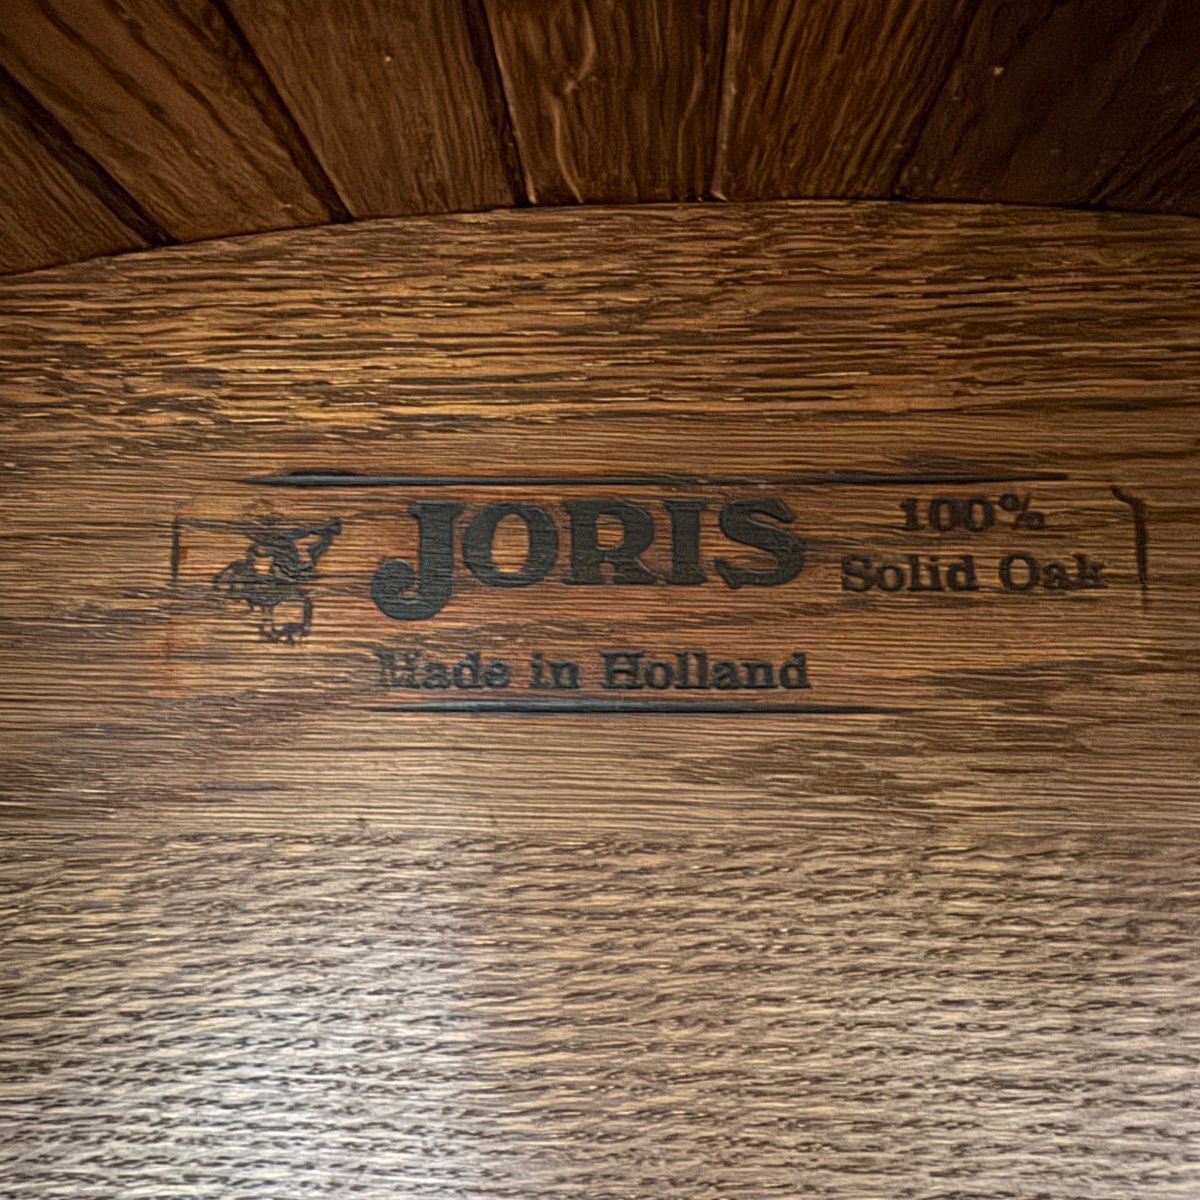 JORIS
100%
Solid Oak
Made in Holland